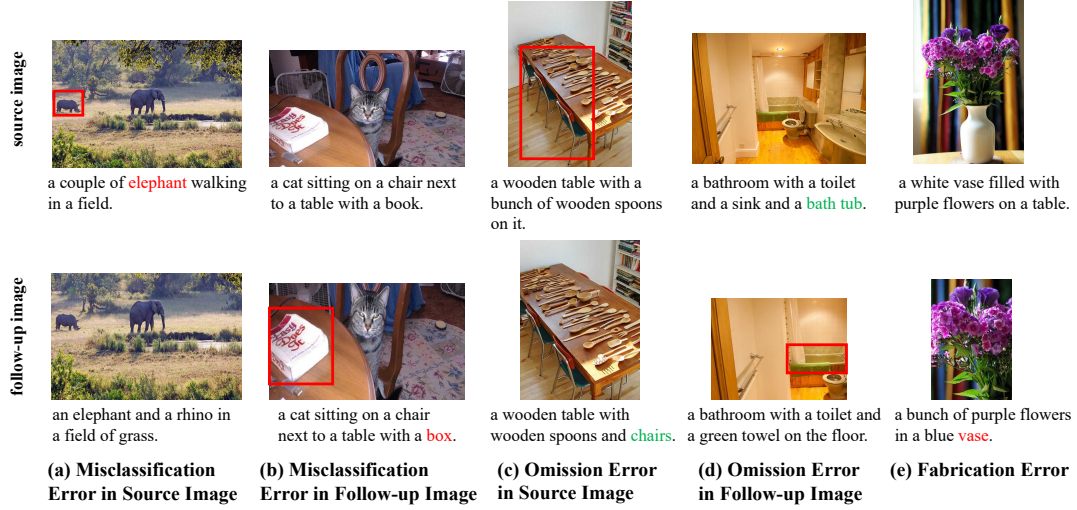 source image
a couple of elephant walking
in a field.
a cat sitting on a chair next
to a table with a book.
a wooden table with a
bunch of wooden spoons
on it.
a bathroom with a toilet
and a sink and a bath tub.
a white vase filled with
purple flowers on a table.
follow-up image
an elephant and a rhino in
a field of grass.
a cat sitting on a chair
next to a table with a box.
a wooden table with
wooden spoons and chairs.
a bathroom with a toilet and
a green towel on the floor.
a bunch of purple flowers
in a blue vase.
(a) Misclassification
Error in Source Image
(b) Misclassification
Error in Follow-up Image
(c) Omission Error
in Source Image
(d) Omission Error
in Follow-up Image
(e) Fabrication Error